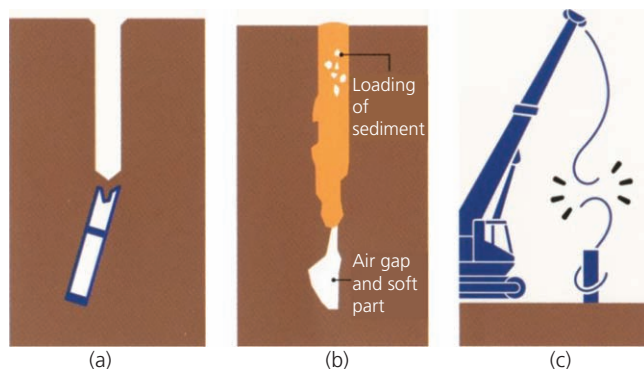 Loading
of
sediment
Air gap
and soft
part
(a)
(b)
(c)